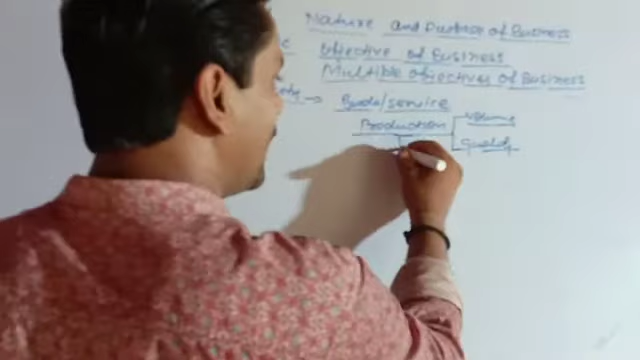 Nature and Purpose of Business
Objective of Business
Multiple objectives of Business
→ Goods/service
Production
Volume
Quality